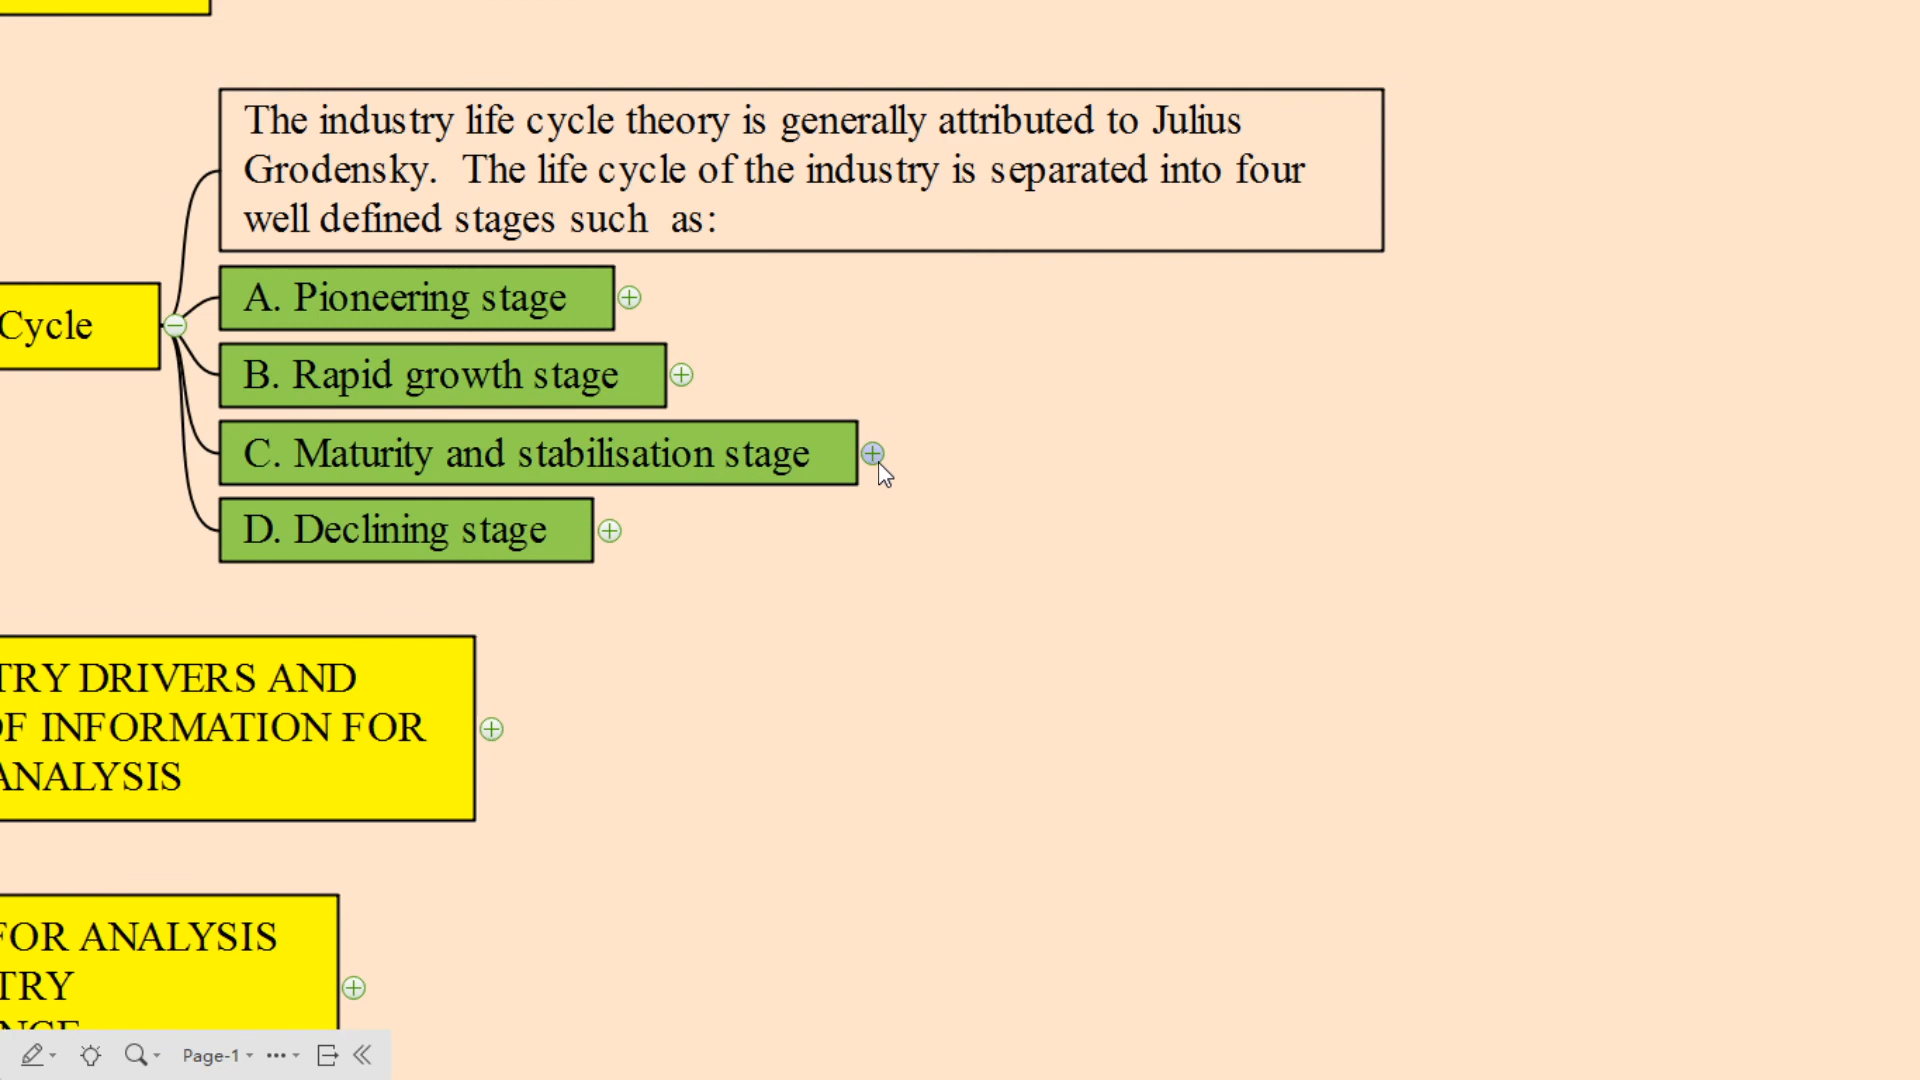 The industry life cycle theory is generally attributed to Julius
Grodensky. The life cycle of the industry is separated into four
well defined stages such as:
A. Pioneering stage
Cycle
B. Rapid growth stage
C. Maturity and stabilisation stage
D. Declining stage
TRY DRIVERS AND
OF INFORMATION FOR
ANALYSIS
FOR ANALYSIS
TRY
Page-1